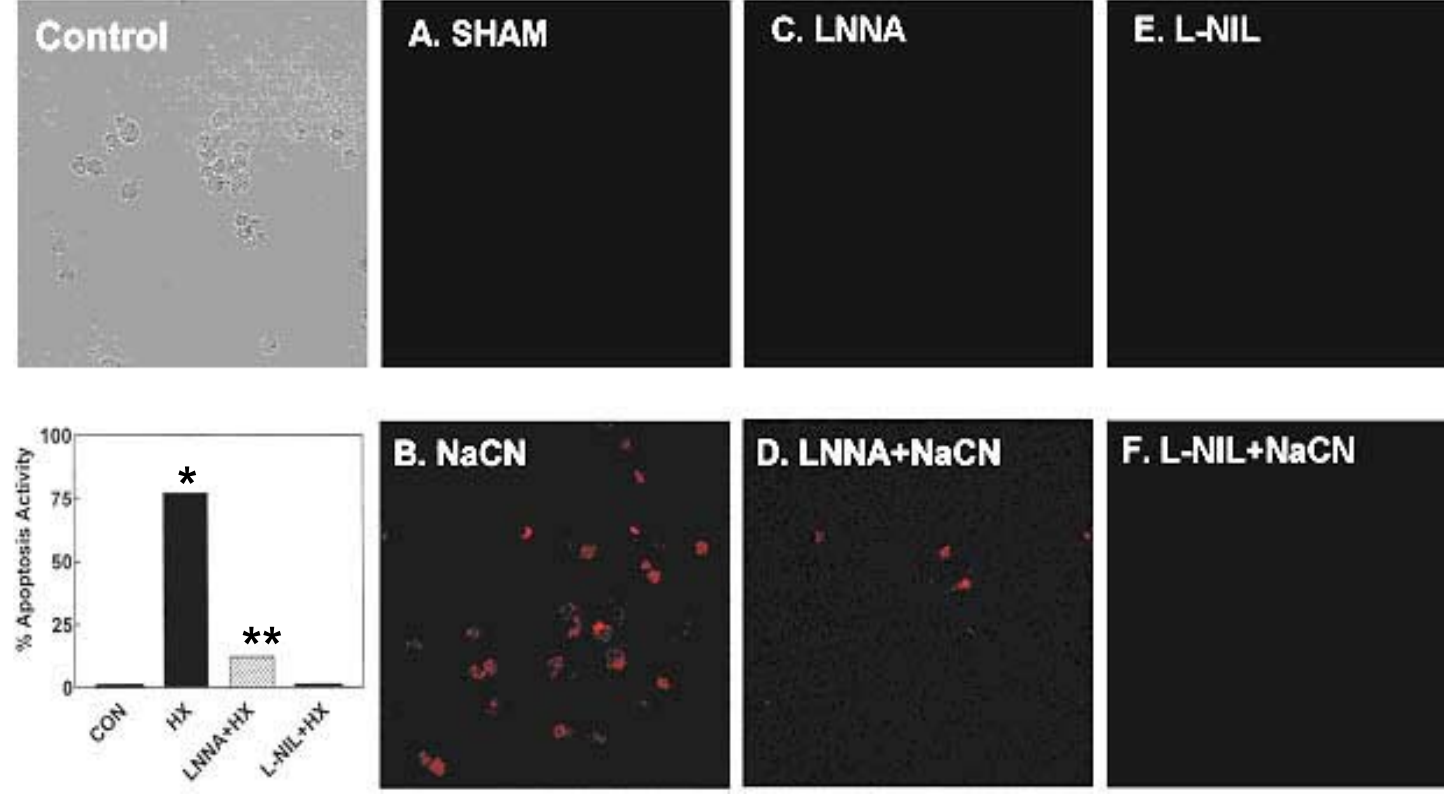 Control
A. SHAM
C. LNNA
E. L-NIL
B. NaCN
D. LNNA+NaCN
F. L-NIL+NaCN
% Apoptosis Activity
100
75
50
25
0
*
**
CON
HX
LNNA+HX
L-NIL+HX